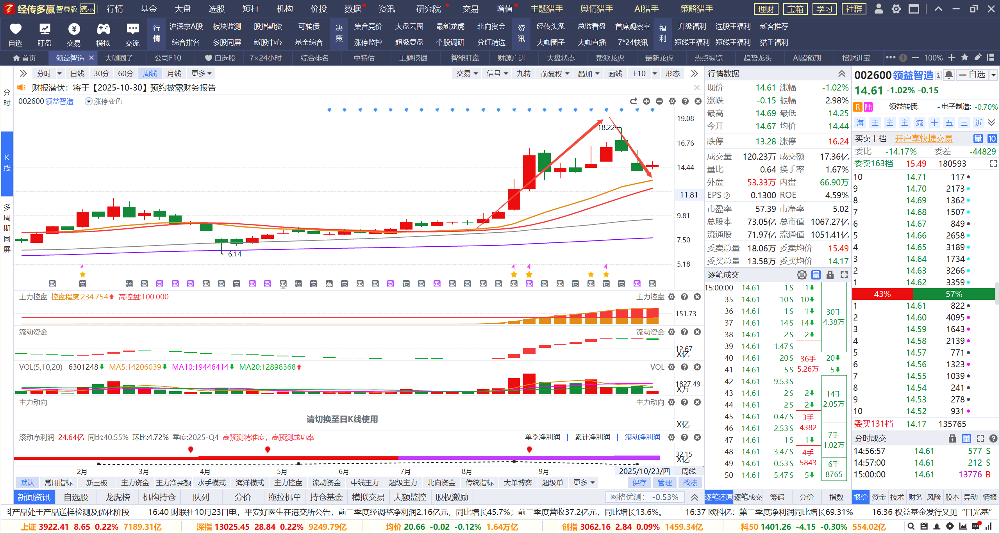 经传多赢 智尊版 演示 行情 基金 大盘 选股 短打 机构 价投 数据 资讯 研究院 交易 增值 主题猎手 舆情猎手 AI猎手 策略猎手 理财 宝箱 学习 社群
自选 盯盘 交易 模拟 交流
行情 沪深京A股 板块监测 股指期货 可转债 决策 集合竞价 大盘云图 最新龙虎 北向资金 资讯 经传头条 总监看盘 首席观察室 福利 升级福利 选股王福利 新客推荐
综合排名 多股同屏 新股中心 基金综合 涨停监控 超级复盘 个股调研 分红精选 大咖圈子 大咖直播 7*24快讯 短线王福利 短线王福利 猎手福利
首页 领益智造 大咖圈子 公司F10 自选股 7×24小时 综合排名 中特估 主题挖掘 智能盯盘 财源广进 大盘状态 帮派龙虎 最新龙虎 热点纵览 趋势龙头 AI超预期 招财进宝 100%
分时
K线
多周期同屏
分时 日线 30分 60分 周线 月线 更多 交易 信号 九转 前复权 叠加 画线 F10 形态
财报潜伏：将于【2025-10-30】预约披露财务报告
002600 领益智造 涨停变色
19.08
18.22
16.76
14.44
11.81
9.81
7.50
6.14
5.18
主力控盘 控盘程度:234.754 高控盘:100.000 主力控盘
151.73
流动资金 流动资金
12.67
X亿
VOL(5,10,20) 6301248 MA5:14206039 MA10:19446414 MA20:12898368 VOL
1827.49
X万
主力动向 主力动向
请切换至日K线使用
X亿
滚动净利润 24.64亿 同比:40.55% 环比:4.72% 季度:2025-Q4 高预测精准度，高预测成功率 单季净利润 累计净利润 滚动净利润
32.15
X亿
2月 3月 4月 5月 6月 7月 8月 9月 2025/10/23/四 周线
默认 常用指标 新三板 主力资金 主力净买额 水手模式 海洋模式 主力控盘 流动资金 中线主力 超级主力 北向资金 传统指标 大单博弈 超级单 更多 保存 管理 战法
新闻资讯 自选股 龙虎榜 机构持仓 队列 分价 拖拉机单 持仓基金 模拟交易 大额监控 股权激励 网格优测： -0.53%
行情数据
现价 14.61 涨幅 -1.02%
涨跌 -0.15 振幅 2.98%
最高 14.69 最低 14.25
今开 14.67 均价 14.44
跌停 13.28 涨停 16.24
成交量 120.23万 成交额 17.36亿
量比 0.64 换手率 1.67%
外盘 53.33万 内盘 66.90万
EPS② 0.1300 ROE 4.59%
市盈率 57.39 市净率 5.02
总股本 73.05亿 总市值 1067.27亿
流通股 71.97亿 流通值 1051.41亿
委卖总量 18.06万 委卖均价 15.49
委买总量 13.58万 委买均价 14.17
逐笔成交 单 量
15:00:00 14.61 1 S 1
35 14.61 10 S 10
36 14.61 1 S 1
37 14.61 14 S 14
38 14.61 2 S 2
39 14.61 1.47 S
40 14.61 20 S 20
41 14.61 5 S 5
42 14.61 9.53 S
43 14.61 2 S 2
44 14.61 2 S 2
45 14.61 0.47 S
46 14.61 2.53 S
47 14.61 1 S 1
48 14.61 3.47 S
49 14.61 0.53 S
50 14.61 5.47 S 5
30手
4.38万
36手
5.26万
14手
2.05万
3手
4382
7手
1.02万
4手
5843
6手
8765
逐笔还原 逐笔成交 筹码 分价 指数
002600 领益智造 自选
14.61 -1.02% -0.15
R 陆 领益转债: - 电子制造: -0.70%
海 主 主 主 流 十 五 三 近
买卖十档 开户享快捷交易 量 10
委比 -14.17% 委差 -44829
委卖163档 15.49 180593
10 14.71 117
9 14.70 2173
8 14.69 1362
7 14.68 1507
6 14.67 849
5 14.66 2658
4 14.65 3189
3 14.64 1734
2 14.63 3266
1 14.62 3359
43% 57%
1 14.61 822
2 14.60 4095
3 14.59 1643
4 14.58 2139
5 14.57 771
6 14.56 1323
7 14.55 1039
8 14.54 241
9 14.53 278
10 14.52 931
委买131档 14.17 135765
分时成交 量
14:56:57 14.61 577 S
14:57:00 14.61 212 S
15:00:00 14.61 13776 B
报价 资金 技术 财务 风险 股本 异动 情报
产品处于产品送样检测及优化阶段 16:40 财联社10月23日电，平安好医生在港交所公告，前三季度经调整净利润2.16亿元，同比增长45.7%；前三季度营收37.2亿元，同比增长13.6%。 16:37 欧科亿：第三季度净利润同比增长69.31% 16:36 权益基金发行又见“日光基”
上证 3922.41 8.65 0.22% 7189.31亿 深指 13025.45 28.84 0.22% 9249.79亿 均价 20.66 -0.02 -0.12% 1.64万亿 创指 3062.16 2.84 0.09% 1459.34亿 科50 1401.26 -4.15 -0.30% 554.02亿